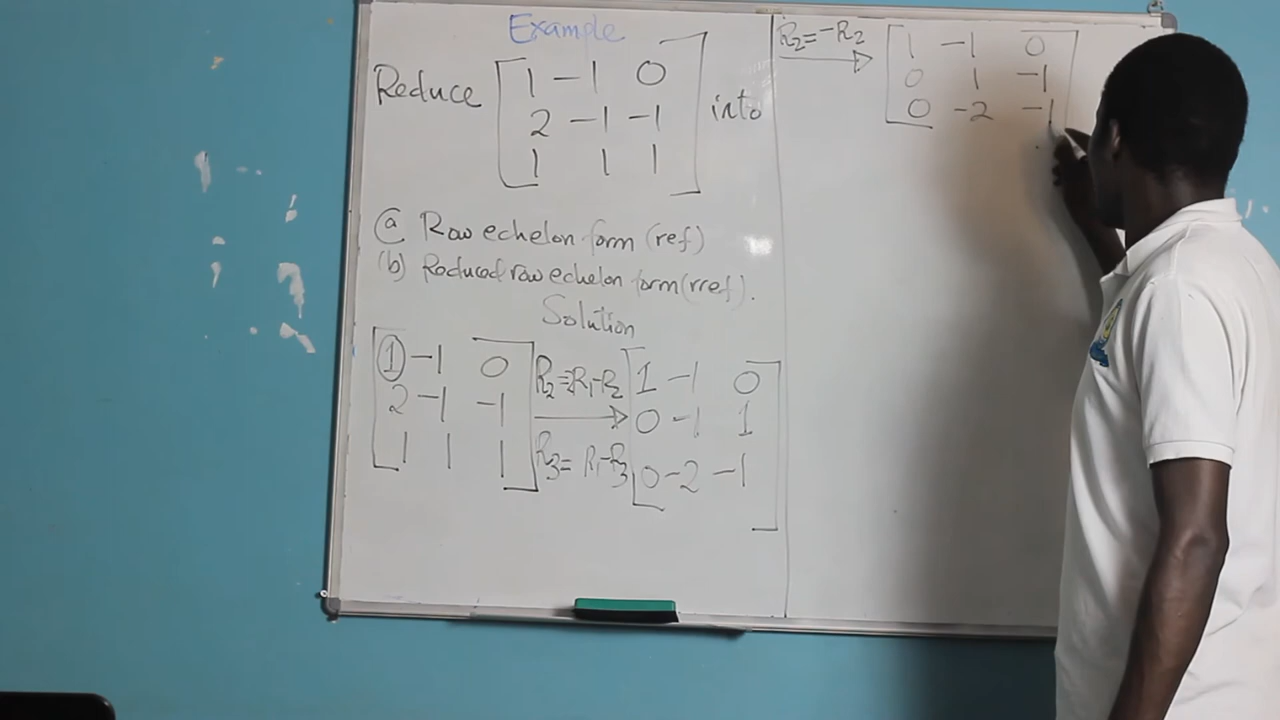 Example
Reduce [1 -1 0
2 -1 -1
1 1 1] into
(a) Row echelon form (ref)
(b) Reduced row echelon form (rref).
Solution
[1 -1 0
2 -1 -1
1 1 1]
R2=2R1-R2
R3=R1-R3
[1 -1 0
0 -1 1
0 -2 -1]
R2=-R2
[1 -1 0
0 1 -1
0 -2 -1]